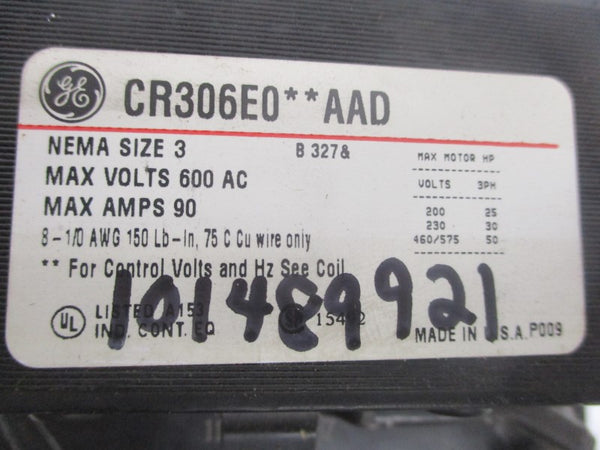 GE CR306E0**AAD
NEMA SIZE 3 B 327&
MAX VOLTS 600 AC
MAX AMPS 90
8-1/0 AWG 150 Lb-In, 75 C Cu wire only
** For Control Volts and Hz See Coil
MAX MOTOR HP
VOLTS 3PH
200 25
230 30
460/575 50
101489921
UL LISTED A153
IND. CONT. EQ
MADE IN U.S.A. P009